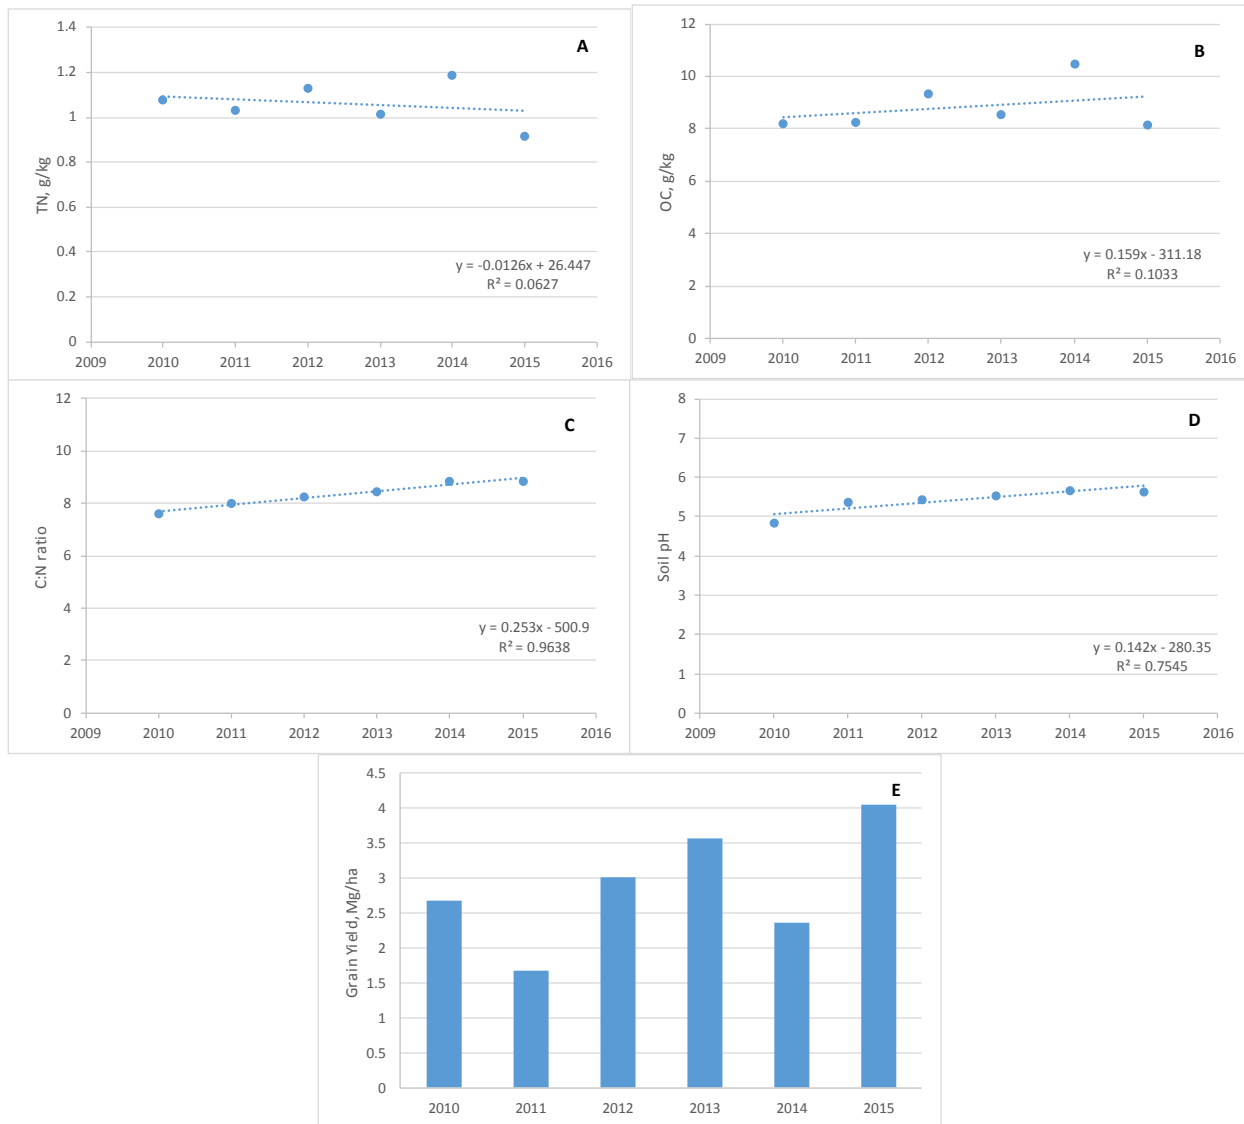 A
TN, g/kg
1.4
1.2
1
0.8
0.6
0.4
0.2
0
y = -0.0126x + 26.447
R² = 0.0627
2009 2010 2011 2012 2013 2014 2015 2016
B
OC, g/kg
12
10
8
6
4
2
0
y = 0.159x - 311.18
R² = 0.1033
2009 2010 2011 2012 2013 2014 2015 2016
C
C:N ratio
12
10
8
6
4
2
0
y = 0.253x - 500.9
R² = 0.9638
2009 2010 2011 2012 2013 2014 2015 2016
D
Soil pH
8
7
6
5
4
3
2
1
0
y = 0.142x - 280.35
R² = 0.7545
2009 2010 2011 2012 2013 2014 2015 2016
E
Grain Yield, Mg/ha
4.5
4
3.5
3
2.5
2
1.5
1
0.5
0
2010 2011 2012 2013 2014 2015